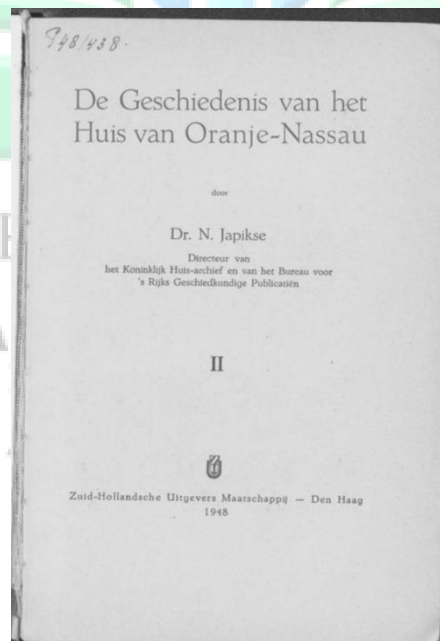 948/438.
De Geschiedenis van het
Huis van Oranje-Nassau
door
Dr. N. Japikse
Directeur van
het Koninklijk Huis-archief en van het Bureau voor
's Rijks Geschiedkundige Publicatiën
II
Zuid-Hollandsche Uitgevers Maatschappij — Den Haag
1948